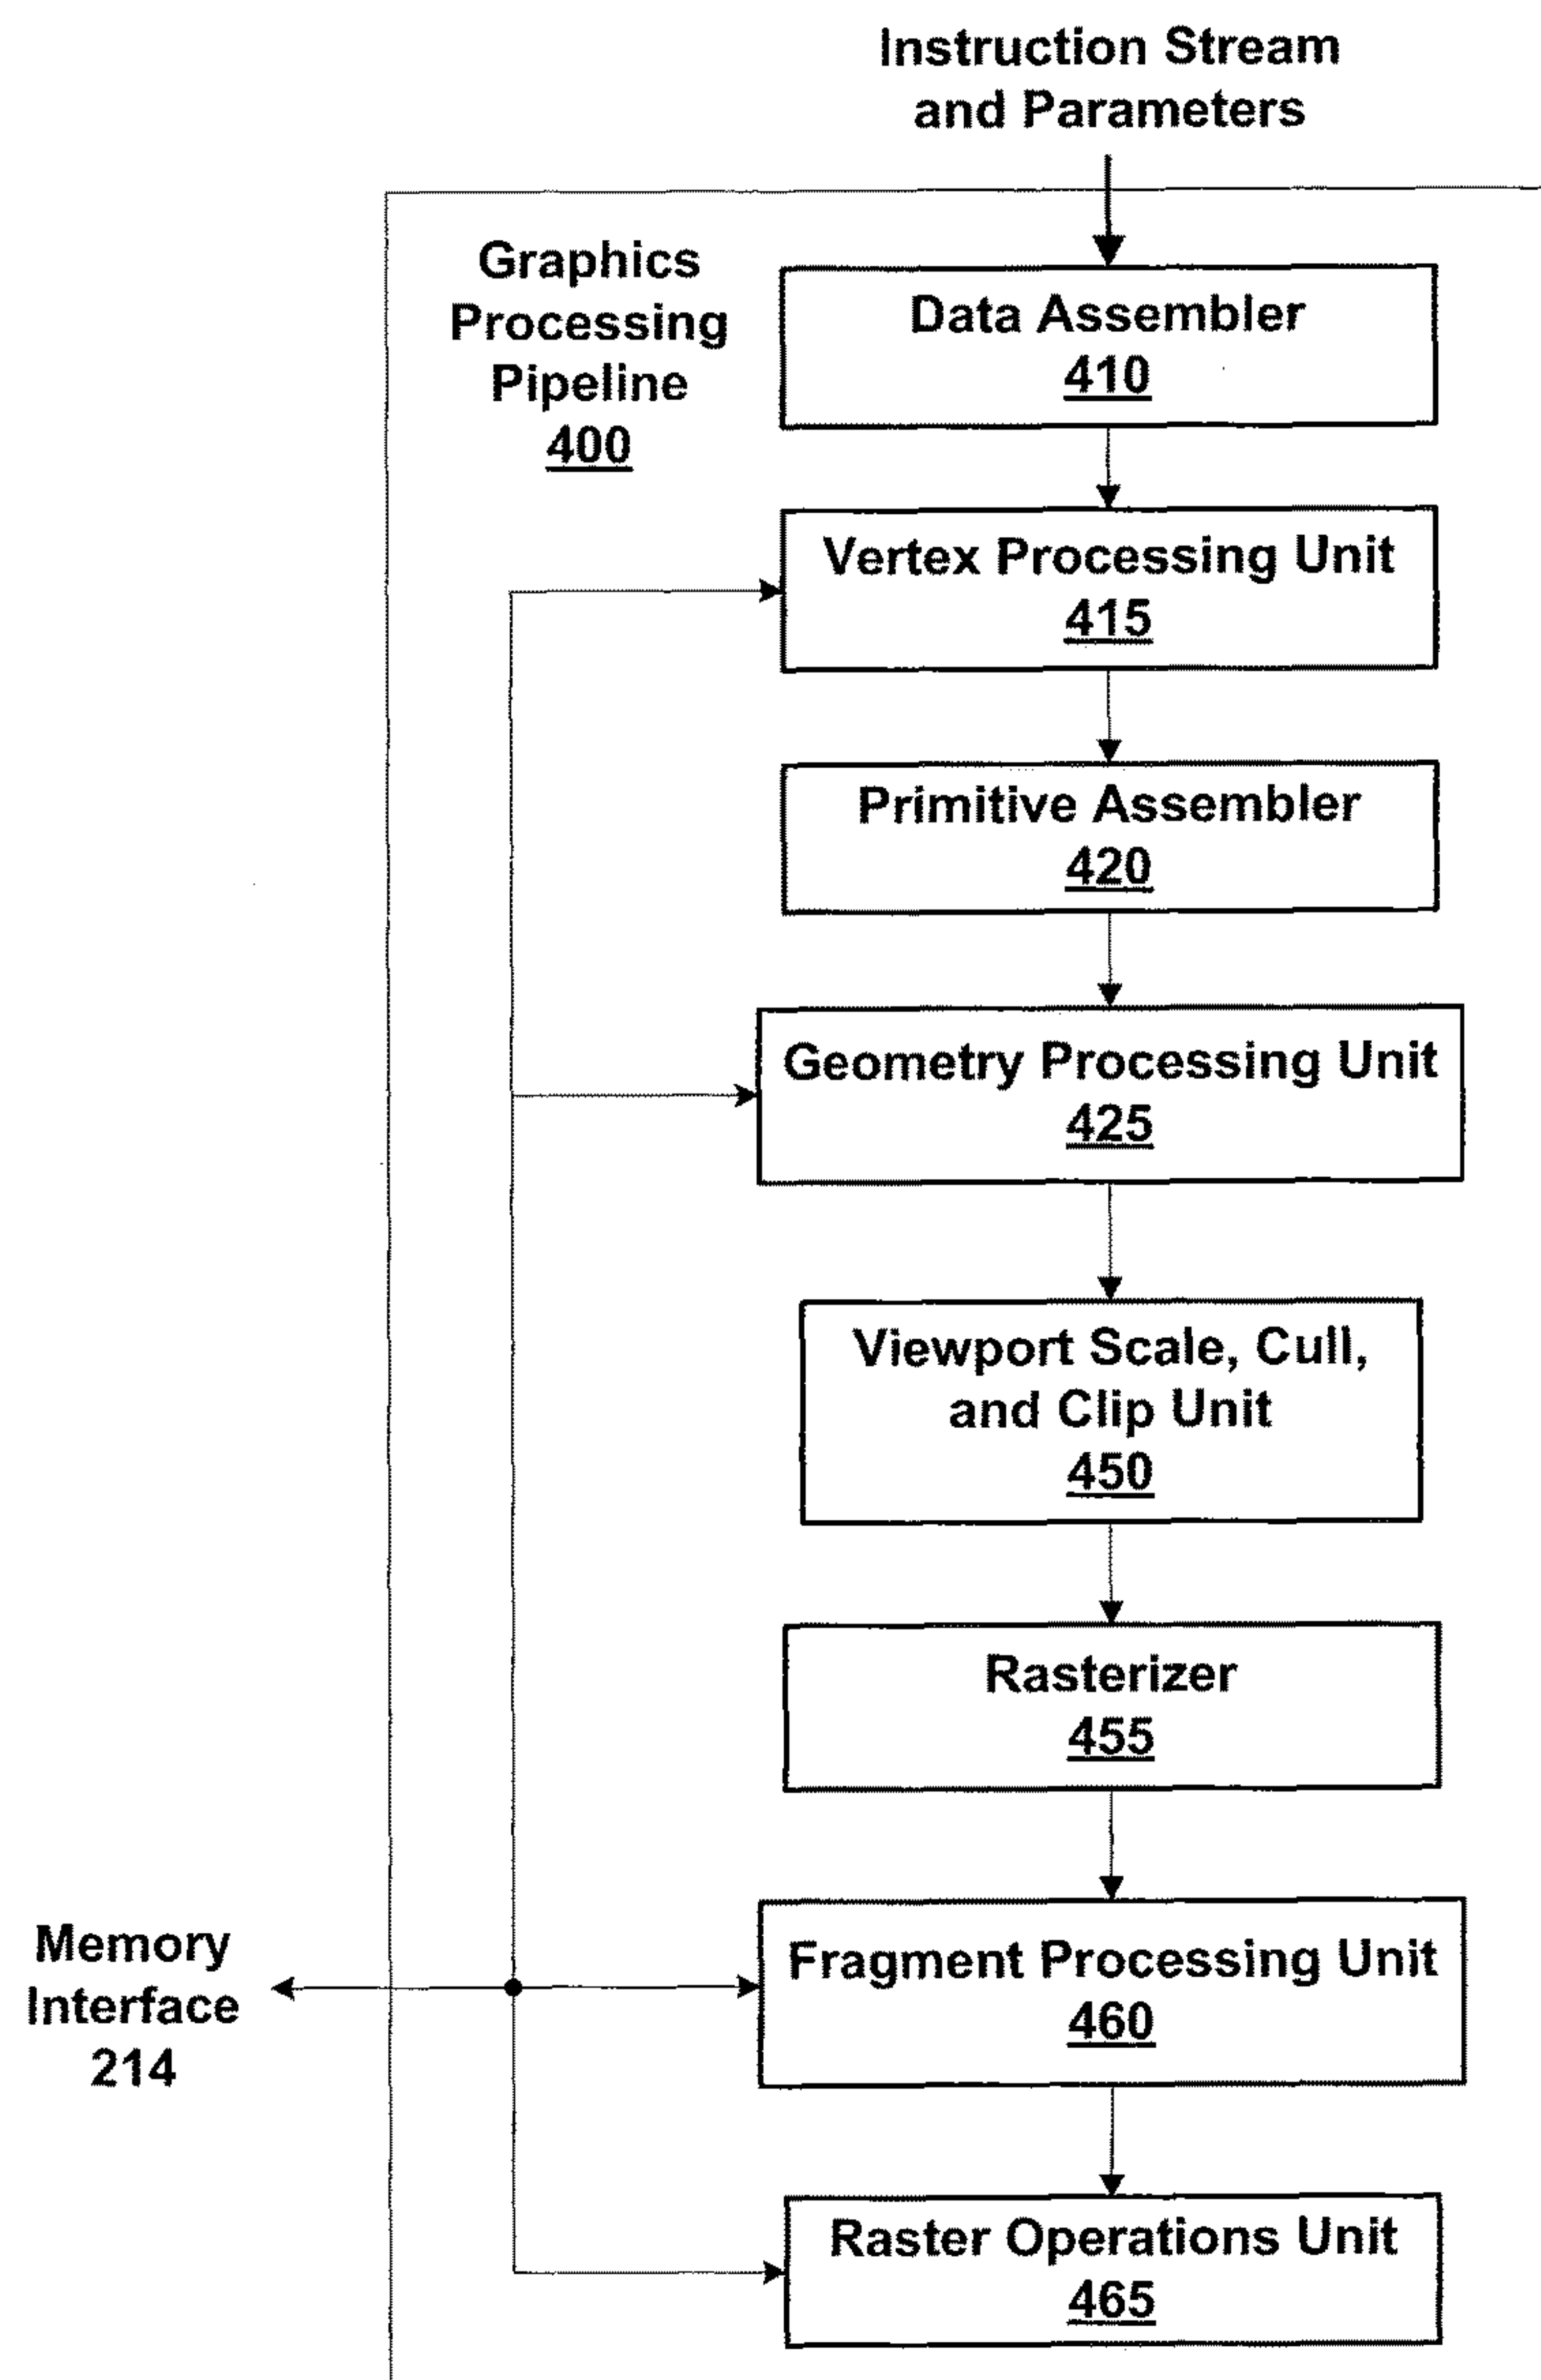 Instruction Stream
and Parameters
Graphics
Processing
Pipeline
400
Data Assembler
410
Vertex Processing Unit
415
Primitive Assembler
420
Geometry Processing Unit
425
Viewport Scale, Cull,
and Clip Unit
450
Rasterizer
455
Memory
Interface
214
Fragment Processing Unit
460
Raster Operations Unit
465